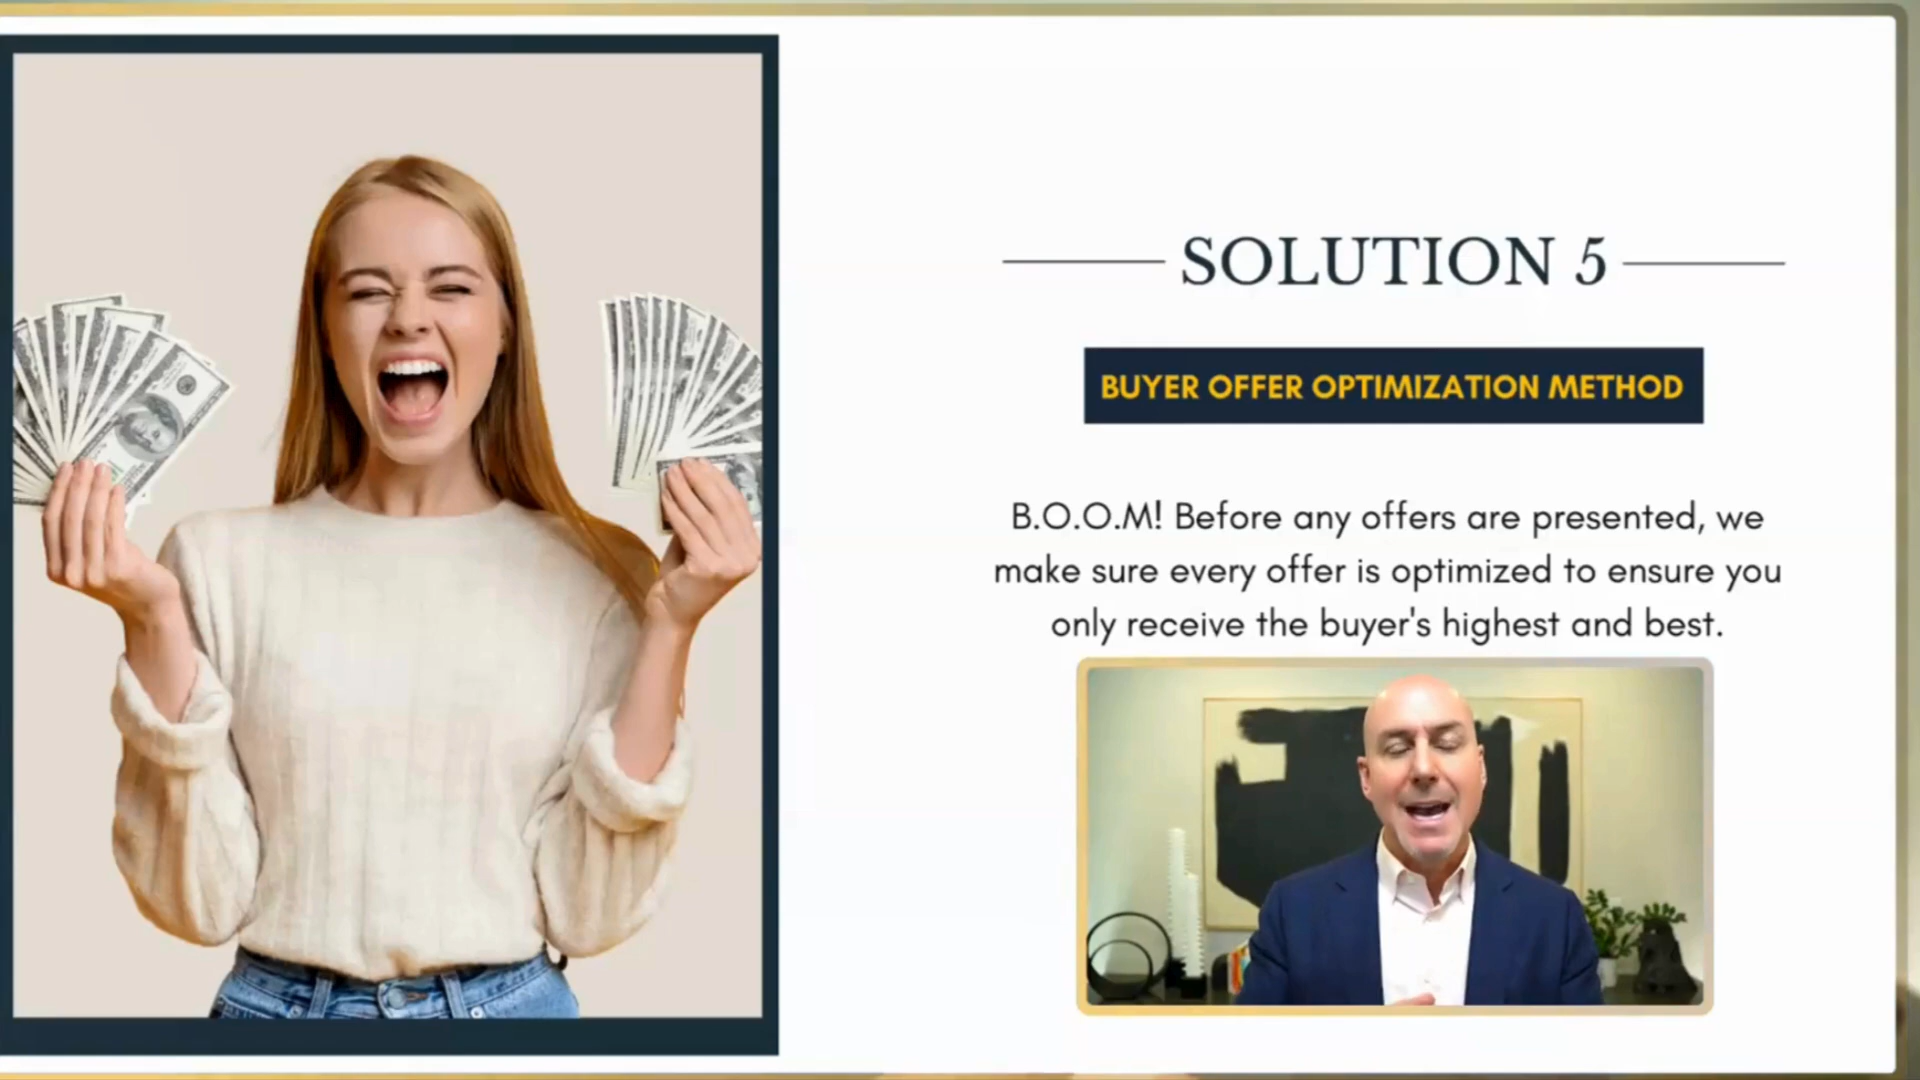 SOLUTION 5
BUYER OFFER OPTIMIZATION METHOD
B.O.O.M! Before any offers are presented, we
make sure every offer is optimized to ensure you
only receive the buyer's highest and best.